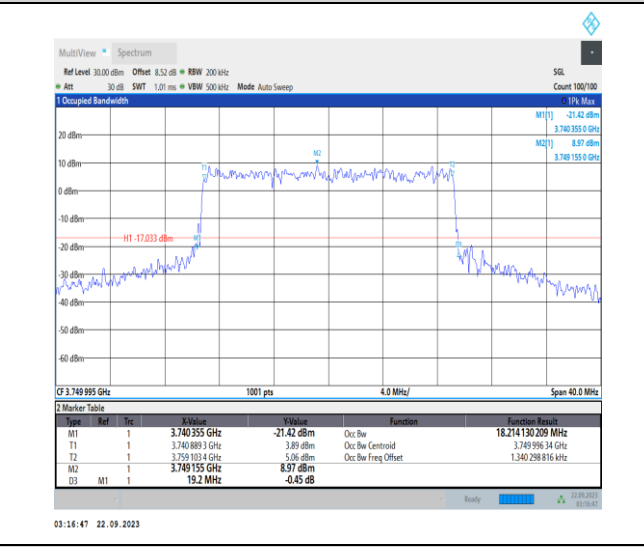 MultiView Spectrum
Ref Level 30.00 dBm Offset 8.52 dB RBW 200 kHz SGL
Att 30 dB SWT 1.01 ms VBW 500 kHz Mode Auto Sweep Count 100/100
1 Occupied Bandwidth 1Pk Max
M1[1] -21.42 dBm
3.740 355 0 GHz
M2[1] 8.97 dBm
3.749 155 0 GHz
20 dBm
10 dBm
M2
T1
0 dBm
-10 dBm
H1 -17.033 dBm
-20 dBm
-30 dBm
-40 dBm
-50 dBm
-60 dBm
CF 3.749 995 GHz 1001 pts 4.0 MHz/ Span 40.0 MHz
2 Marker Table
Type Ref Trc X-Value Y-Value Function Function Result
M1 1 3.740 355 GHz -21.42 dBm Occ Bw 18.214 130 209 MHz
T1 1 3.740 889 3 GHz 3.89 dBm Occ Bw Centroid 3.749 996 34 GHz
T2 1 3.759 103 4 GHz 5.06 dBm Occ Bw Freq Offset 1.340 298 816 kHz
M2 1 3.749 155 GHz 8.97 dBm
D3 M1 1 19.2 MHz -0.45 dB
Ready 22.09.2023
03:16:47
03:16:47 22.09.2023